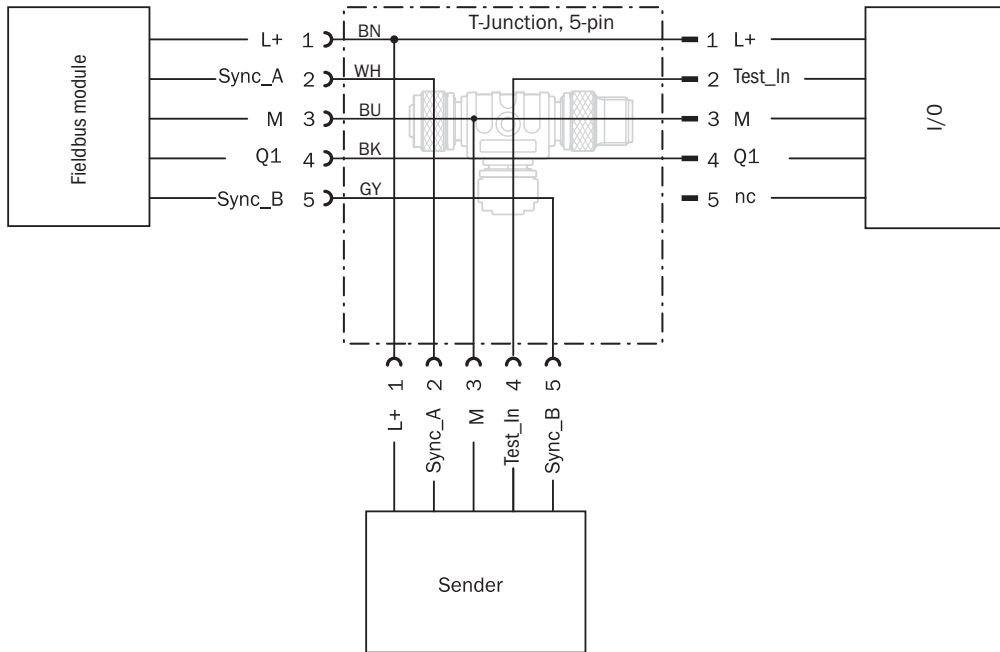 T-Junction, 5-pin
Fieldbus module
L+ 1 BN
Sync_A 2 WH
M 3 BU
Q1 4 BK
Sync_B 5 GY
1 L+
2 Test_In
3 M
4 Q1
5 nc
I/O
1 L+
2 Sync_A
3 M
4 Test_In
5 Sync_B
Sender